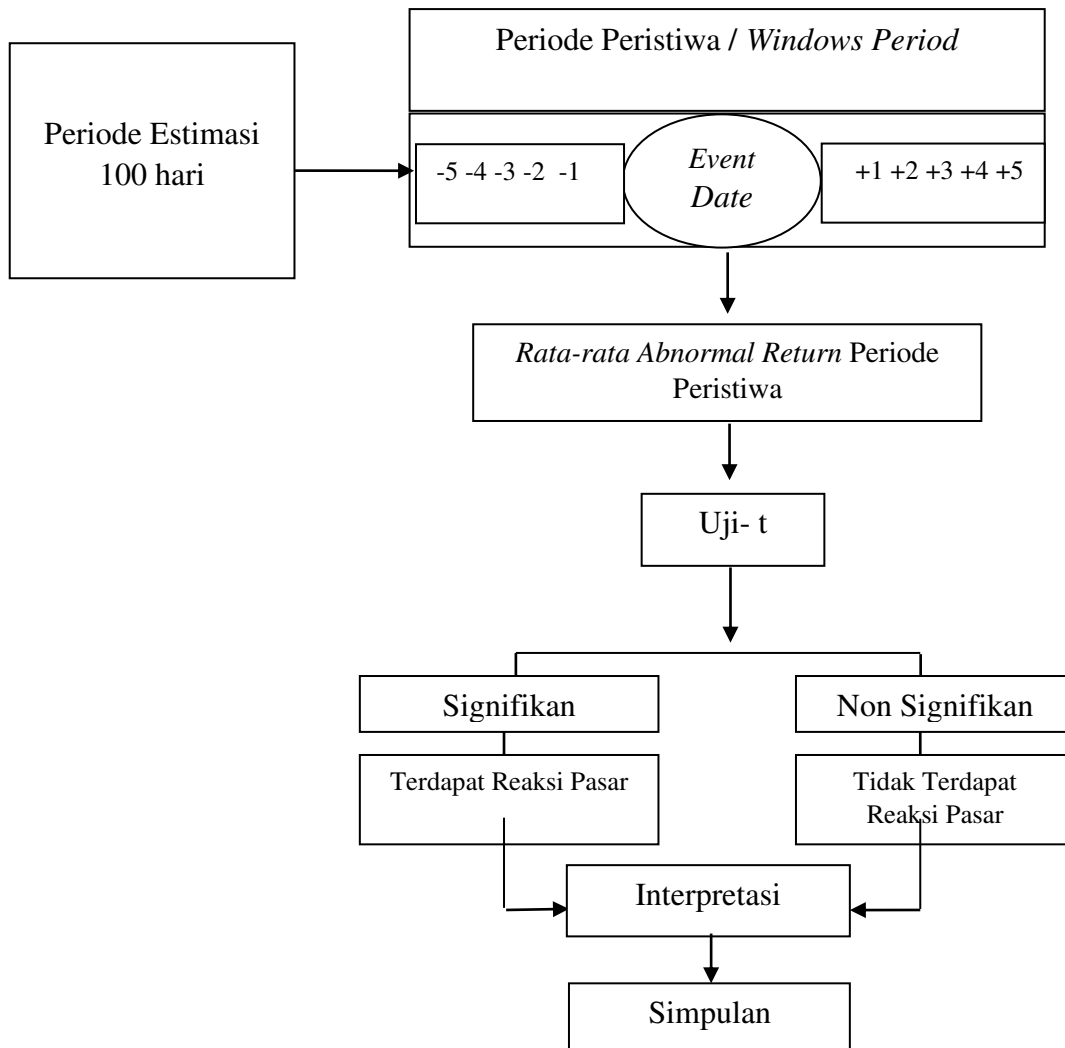 Periode Peristiwa / Windows Period
Periode Estimasi
100 hari
-5 -4 -3 -2 -1
Event
Date
+1 +2 +3 +4 +5
Rata-rata Abnormal Return Periode
Peristiwa
Uji- t
Signifikan
Non Signifikan
Terdapat Reaksi Pasar
Tidak Terdapat
Reaksi Pasar
Interpretasi
Simpulan